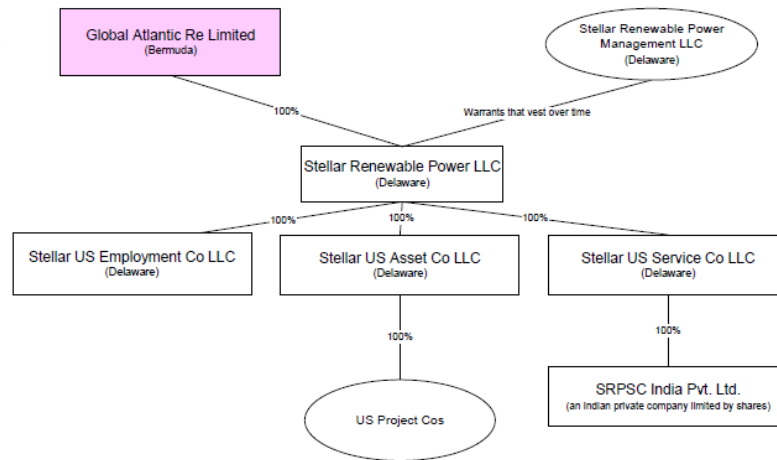 Global Atlantic Re Limited
(Bermuda)
Stellar Renewable Power
Management LLC
(Delaware)
100%
Warrants that vest over time
Stellar Renewable Power LLC
(Delaware)
100%
100%
100%
Stellar US Employment Co LLC
(Delaware)
Stellar US Asset Co LLC
(Delaware)
Stellar US Service Co LLC
(Delaware)
100%
100%
US Project Cos
SRPSC India Pvt. Ltd.
(an Indian private company limited by shares)